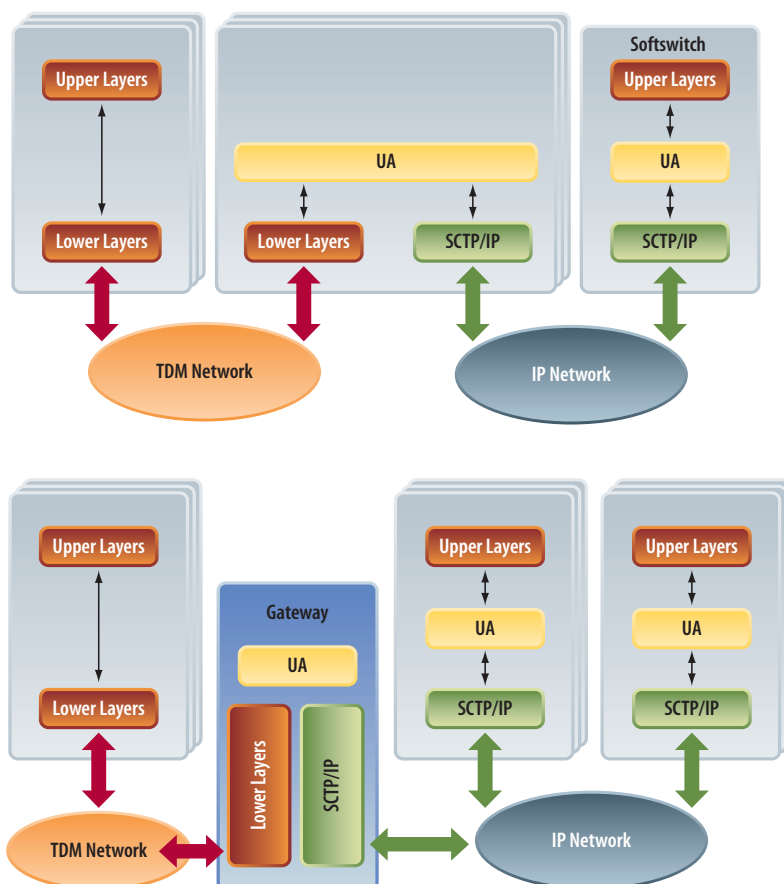 Softswitch
Upper Layers
Upper Layers
UA
UA
Lower Layers
Lower Layers
SCTP/IP
SCTP/IP
TDM Network
IP Network
Upper Layers
Upper Layers
Upper Layers
Gateway
UA
UA
UA
Lower Layers
Lower Layers
SCTP/IP
SCTP/IP
SCTP/IP
TDM Network
IP Network